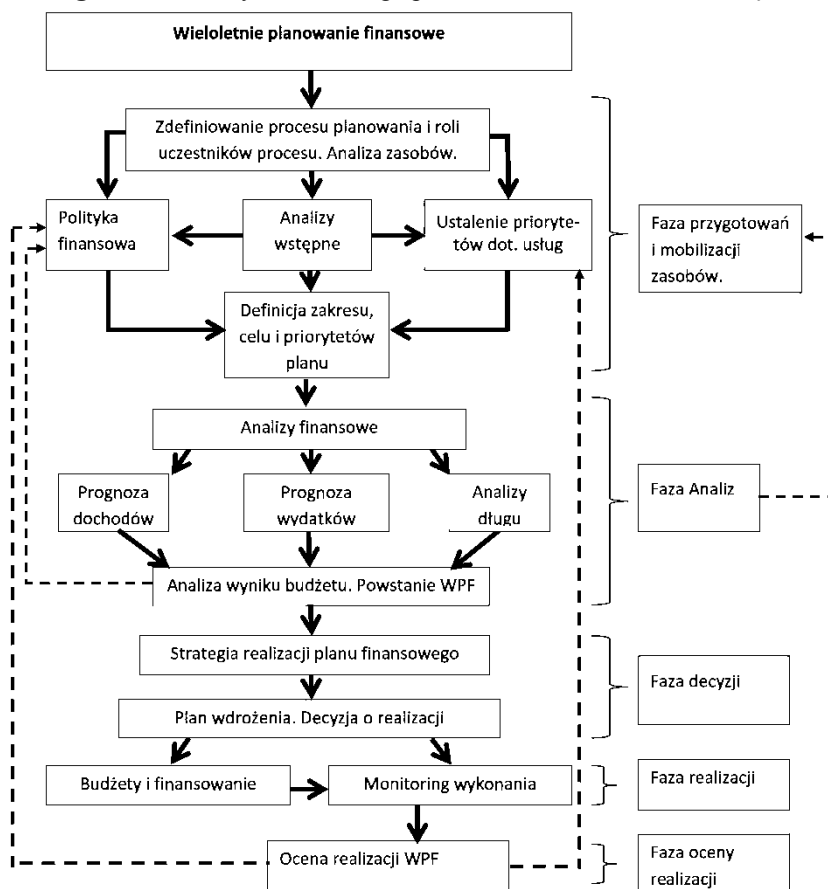 Wieloletnie planowanie finansowe
Zdefiniowanie procesu planowania i roli
uczestników procesu. Analiza zasobów.
Polityka
finansowa
Analizy
wstępne
Ustalenie prioryte-
tów dot. usług
Faza przygotowań
i mobilizacji
zasobów.
Definicja zakresu,
celu i priorytetów
planu
Analizy finansowe
Prognoza
dochodów
Prognoza
wydatków
Analizy
długu
Faza Analiz
Analiza wyniku budżetu. Powstanie WPF
Strategia realizacji planu finansowego
Faza decyzji
Plan wdrożenia. Decyzja o realizacji
Budżety i finansowanie
Monitoring wykonania
Faza realizacji
Ocena realizacji WPF
Faza oceny
realizacji